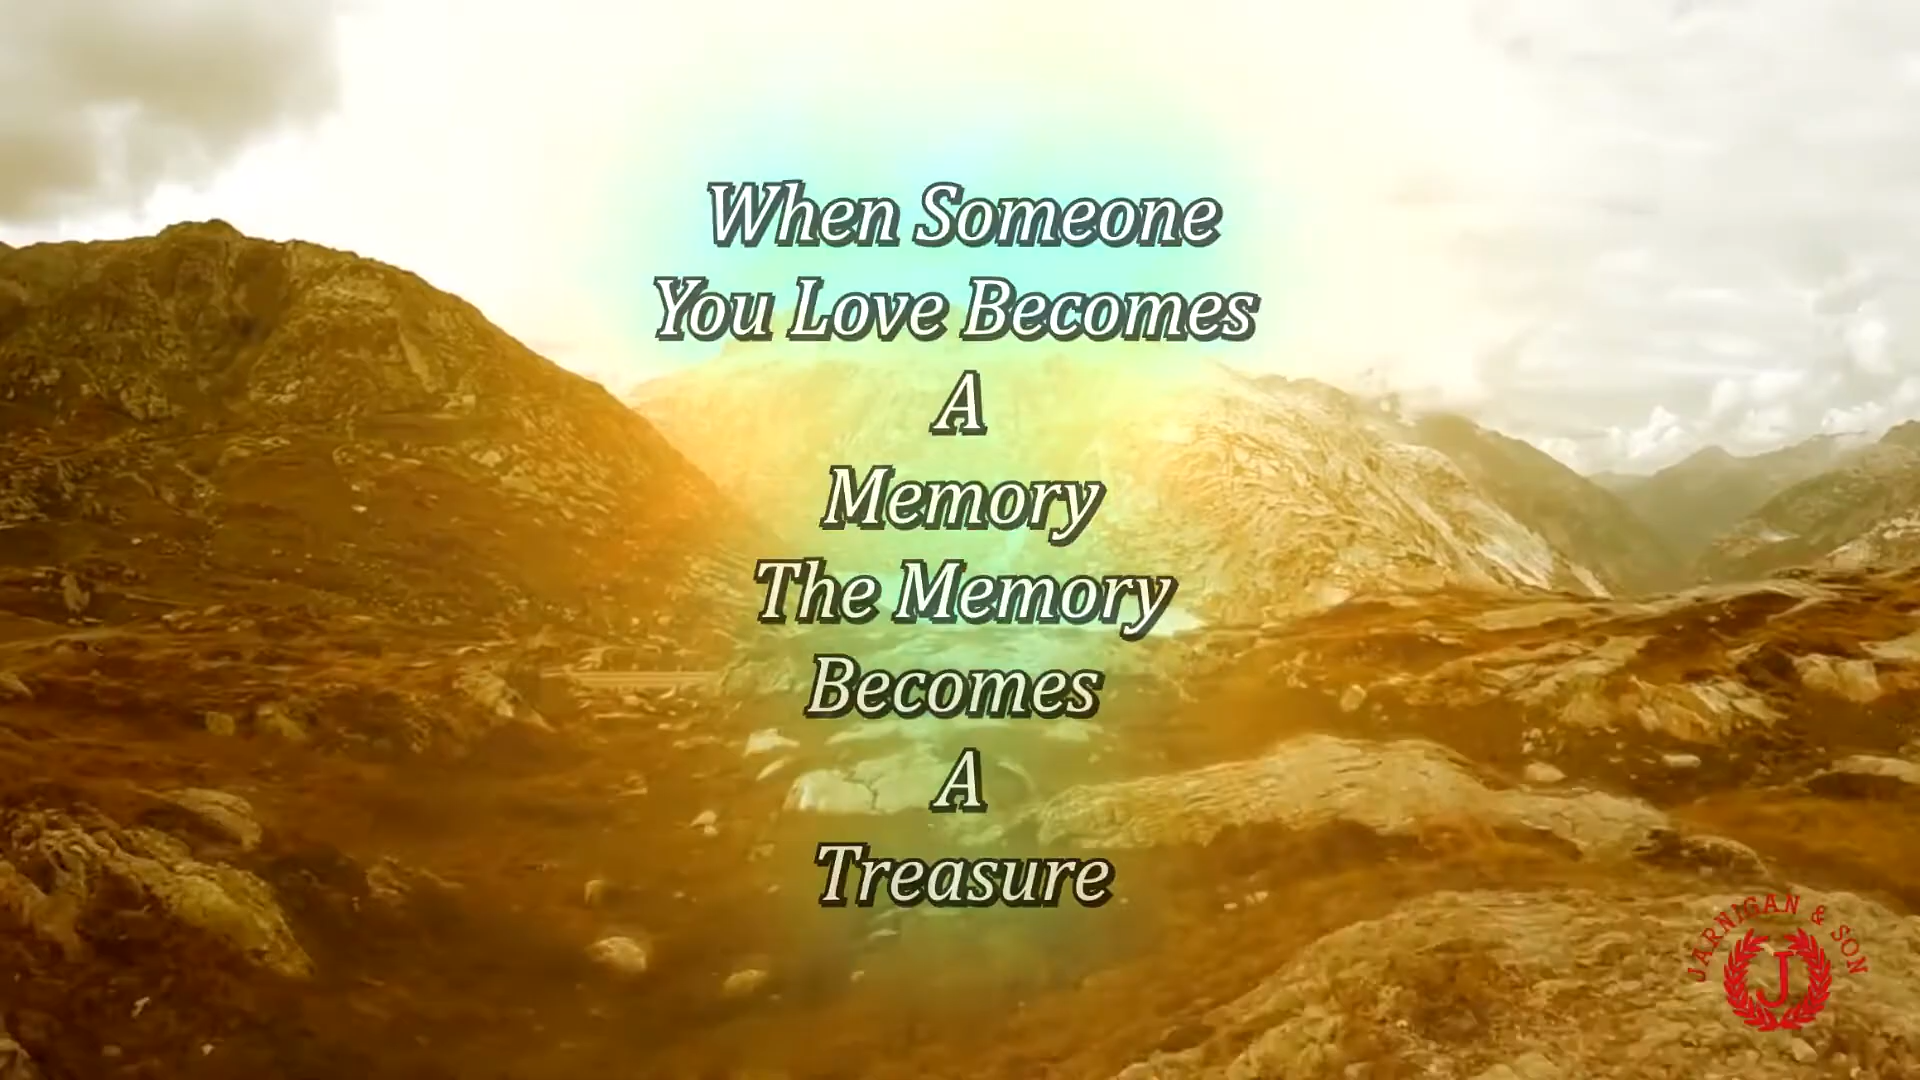 When Someone
You Love Becomes
A
Memory
The Memory
Becomes
A
Treasure
JARNIGAN & SON
J